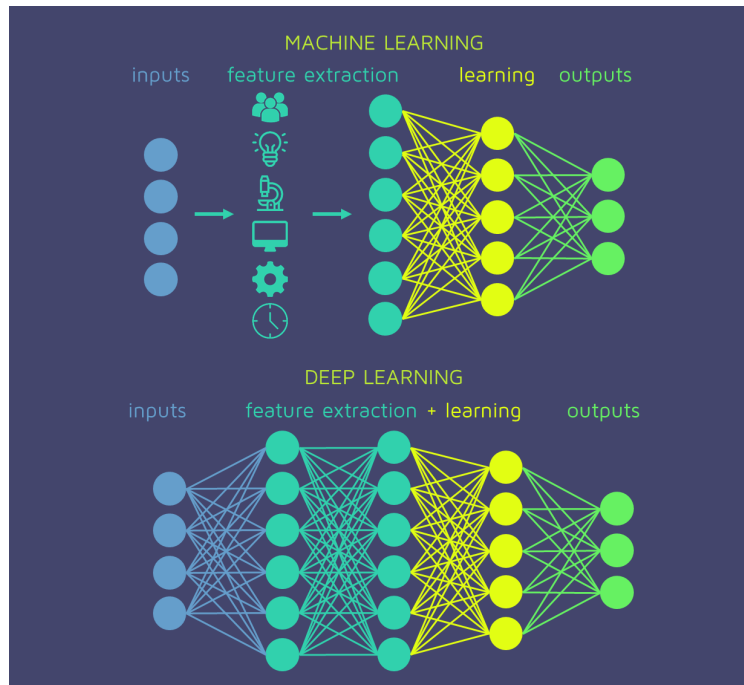 MACHINE LEARNING
inputs feature extraction learning outputs
DEEP LEARNING
inputs feature extraction + learning outputs